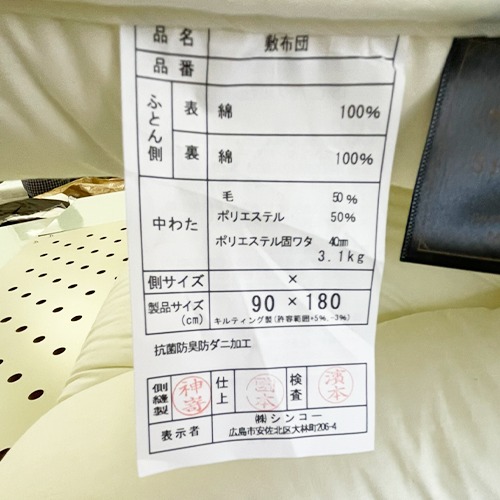 品名 敷布団
品番
ふとん側 表 綿 100%
裏 綿 100%
中わた 毛 50%
ポリエステル 50%
ポリエステル固ワタ 40mm
3.1kg
側サイズ ×
製品サイズ(cm) 90×180
キルティング製(許容範囲+5%,-3%)
抗菌防臭防ダニ加工
側縫製 神嵜 仕上 検査 濱本
表示者 ㈱シンコー
広島市安佐北区大林町206-4